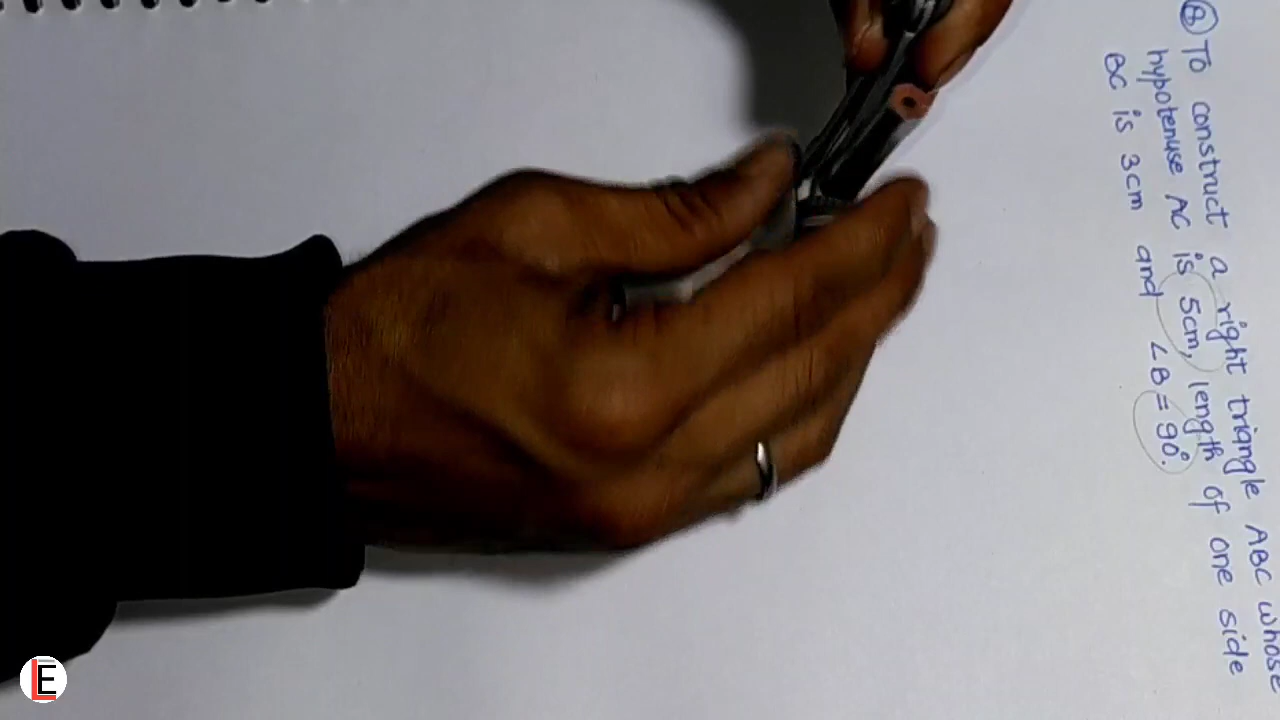 B To construct a right triangle ABC whose
hypotenuse AC is 5cm, length of one side
BC is 3cm and ∠B = 90°.
LE